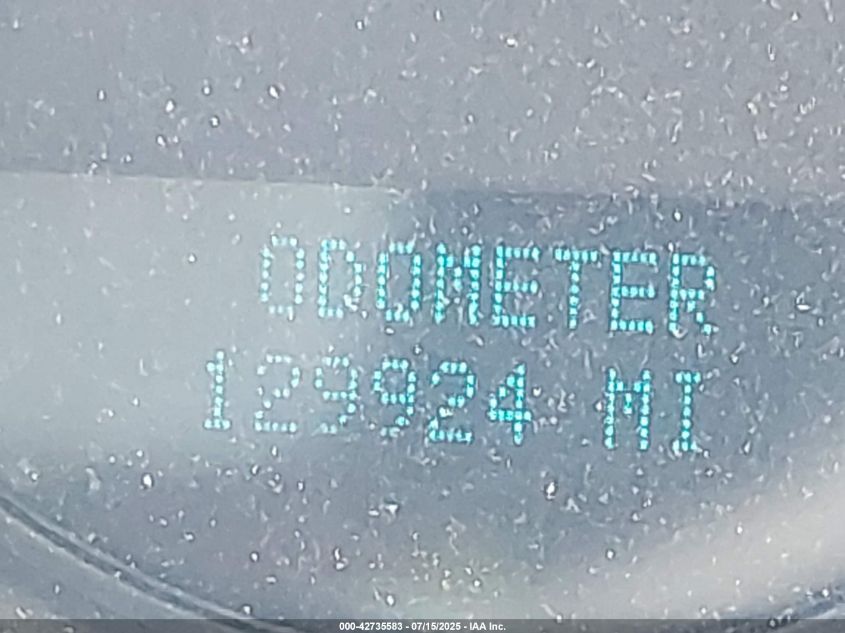 ODOMETER
129924 MI
000-42735583 - 07/15/2025 - IAA Inc.